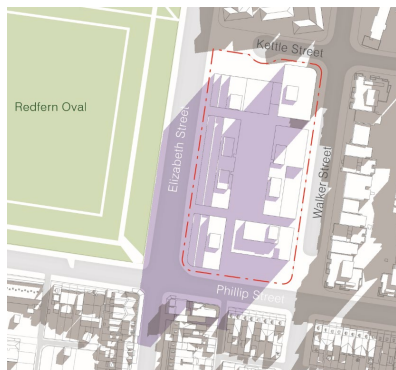 Kettle Street
Redfern Oval
Elizabeth Street
Walker Street
Phillip Street